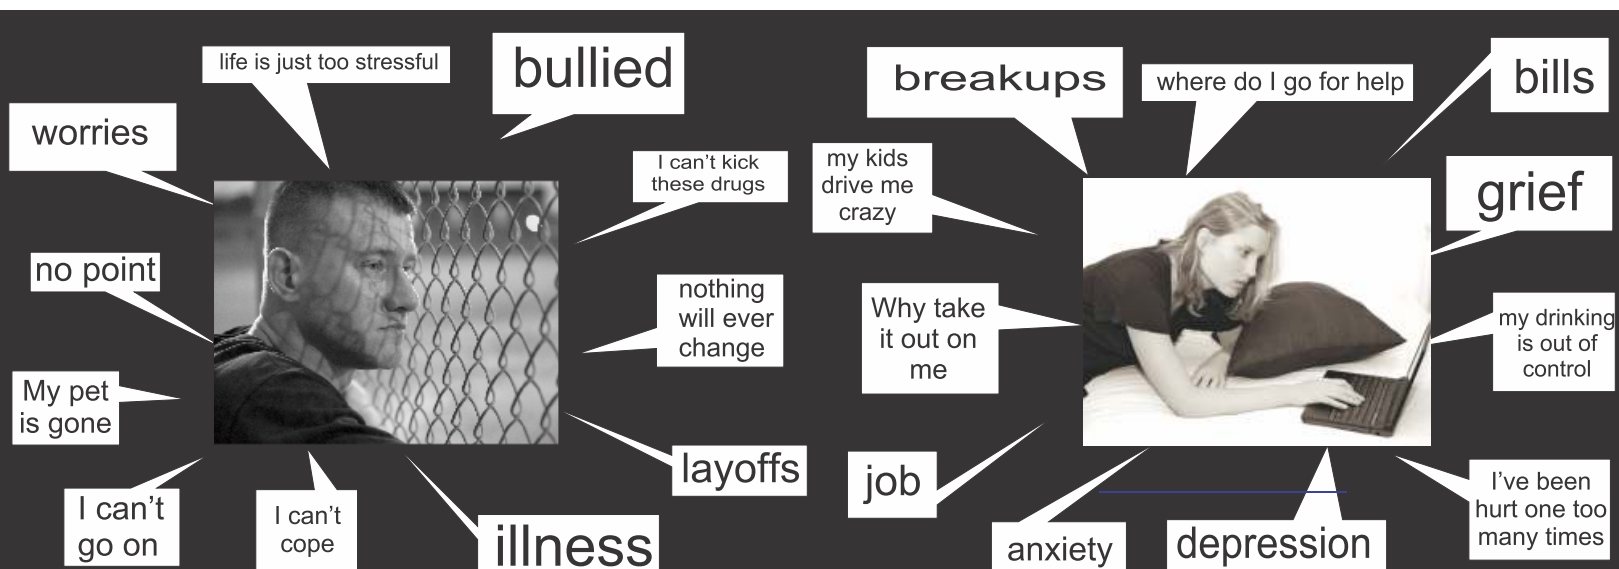 life is just too stressful
bullied
worries
I can't kick
these drugs
no point
nothing
will ever
change
My pet
is gone
layoffs
I can't
go on
I can't
cope
illness
breakups
where do I go for help
bills
my kids
drive me
crazy
grief
Why take
it out on
me
my drinking
is out of
control
job
I've been
hurt one too
many times
anxiety
depression